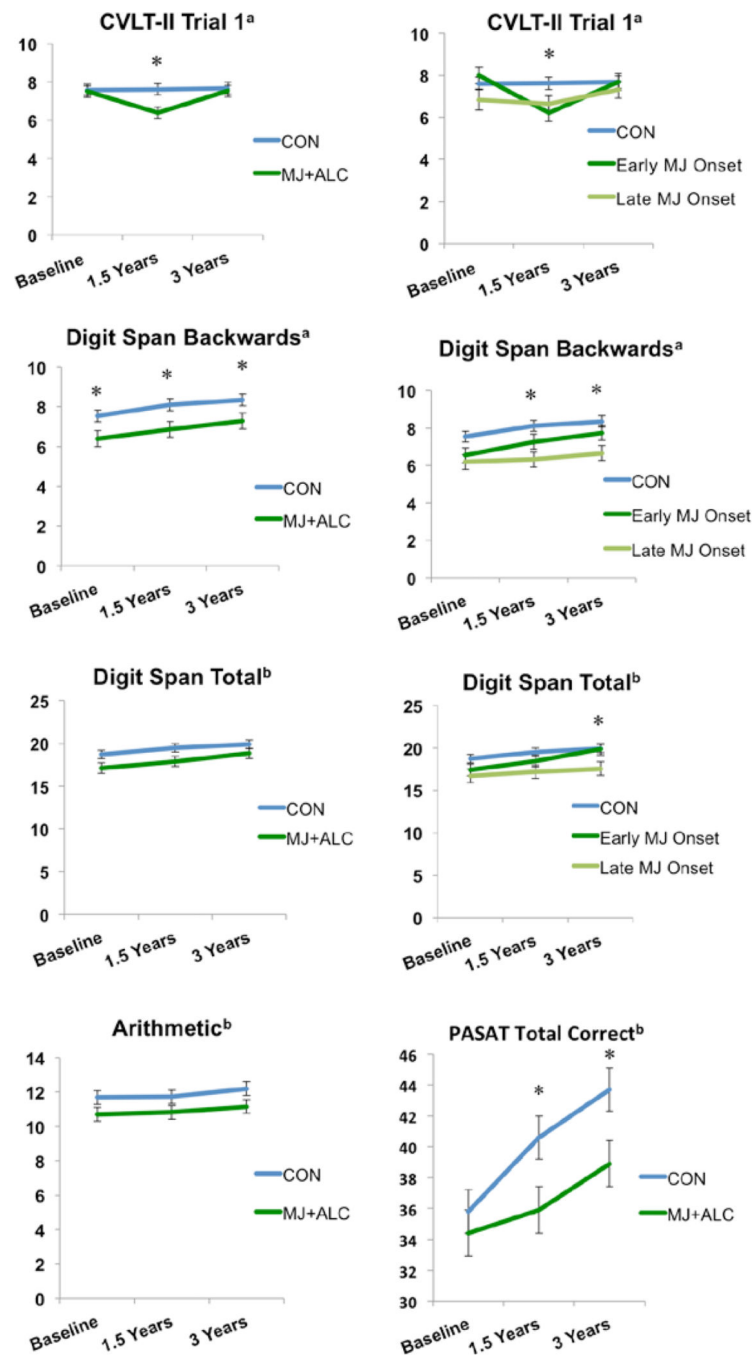 CVLT-II Trial 1ᵃ
10
8
6
4
2
0
*
CON
MJ+ALC
Baseline
1.5 Years
3 Years
CVLT-II Trial 1ᵃ
10
8
6
4
2
0
*
CON
Early MJ Onset
Late MJ Onset
Baseline
1.5 Years
3 Years
Digit Span Backwardsᵃ
10
8
6
4
2
0
*
*
*
CON
MJ+ALC
Baseline
1.5 Years
3 Years
Digit Span Backwardsᵃ
10
8
6
4
2
0
*
*
CON
Early MJ Onset
Late MJ Onset
Baseline
1.5 Years
3 Years
Digit Span Totalᵇ
25
20
15
10
5
0
CON
MJ+ALC
Baseline
1.5 Years
3 Years
Digit Span Totalᵇ
25
20
15
10
5
0
*
CON
Early MJ Onset
Late MJ Onset
Baseline
1.5 Years
3 Years
Arithmeticᵇ
14
12
10
8
6
4
2
0
CON
MJ+ALC
Baseline
1.5 Years
3 Years
PASAT Total Correctᵇ
46
44
42
40
38
36
34
32
30
*
*
CON
MJ+ALC
Baseline
1.5 Years
3 Years